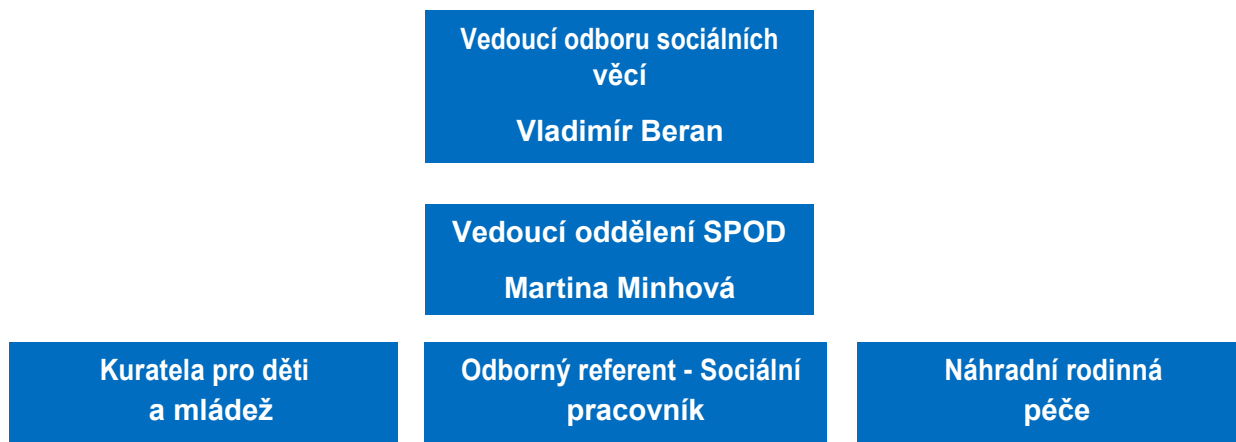 Vedoucí odboru sociálních
věcí
Vladimír Beran
Vedoucí oddělení SPOD
Martina Minhová
Kuratela pro děti
a mládež
Odborný referent - Sociální
pracovník
Náhradní rodinná
péče